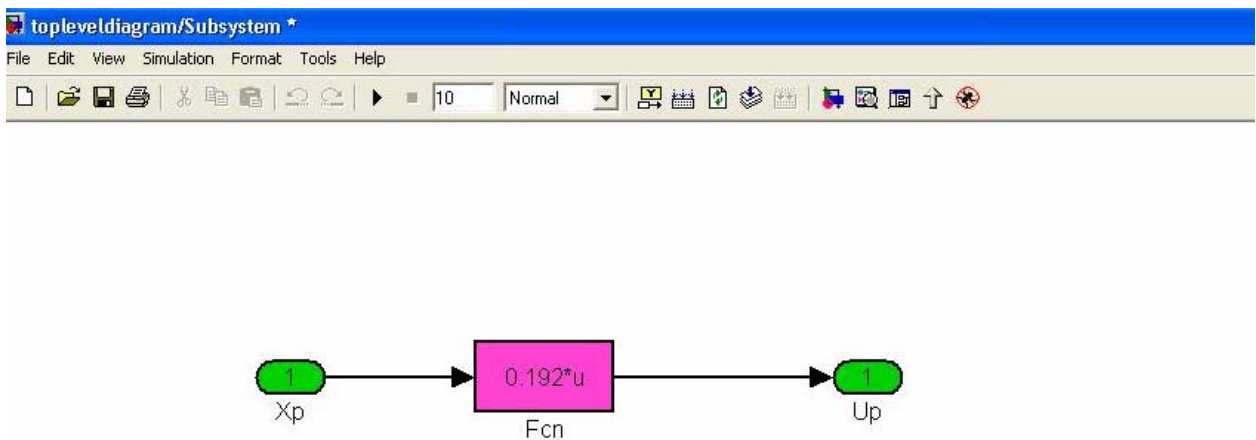 topleveldiagram/Subsystem *
File Edit View Simulation Format Tools Help
10 Normal
1 0.192*u 1
Xp Fcn Up